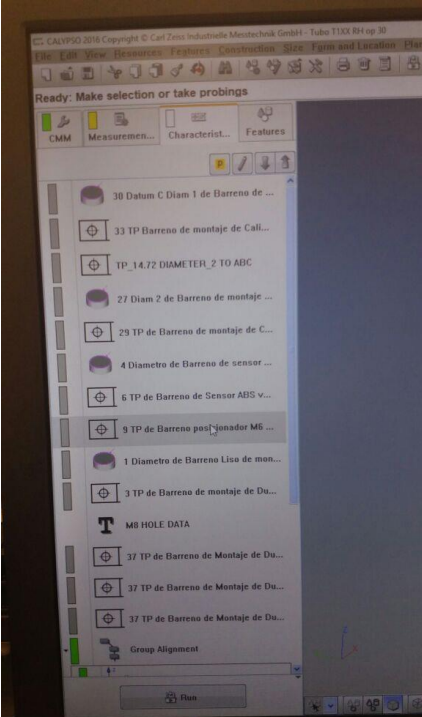 CALYPSO 2016 Copyright © Carl Zeiss Industrielle Messtechnik GmbH - Tubo T1XX RH op 30
File Edit View Resources Features Construction Size Form and Location Plan
Ready: Make selection or take probings
CMM
Measuremen...
Characterist...
Features
P
38 Datum C Diam 1 de Barreno de ...
33 TP Barreno de montaje de Cali...
TP_14.72 DIAMETER_2 TO ABC
27 Diam 2 de Barreno de montaje ...
29 TP de Barreno de montaje de C...
4 Diametro de Barreno de sensor ...
6 TP de Barreno de Sensor ABS v...
9 TP de Barreno posicionador M6 ...
1 Diametro de Barreno Liso de mon...
3 TP de Barreno de montaje de Du...
T M8 HOLE DATA
37 TP de Barreno de Montaje de Du...
37 TP de Barreno de Montaje de Du...
37 TP de Barreno de Montaje de Du...
Group Alignment
Run